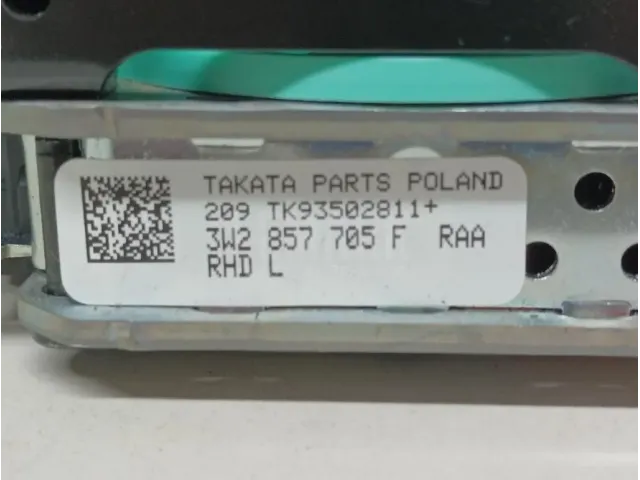 TAKATA PARTS POLAND
209 TK93502811+
3W2 857 705 F RAA
RHD L